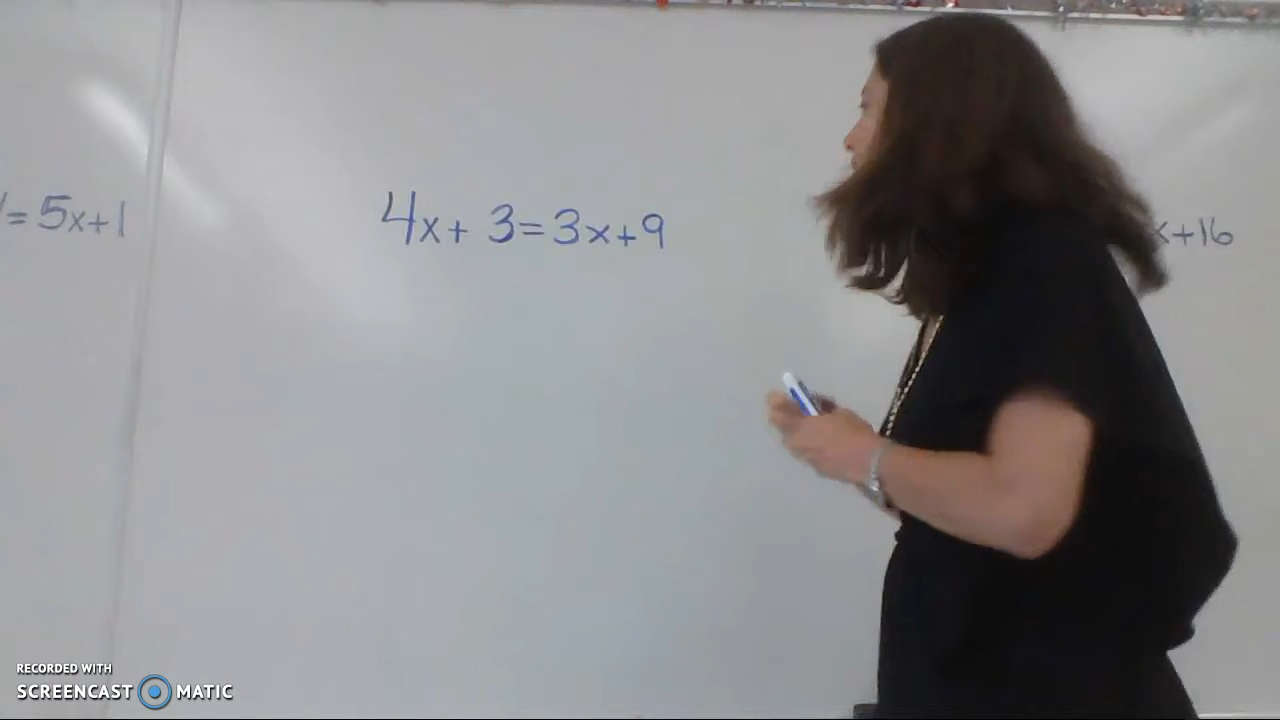 = 5x+1
4x + 3 = 3x + 9
x+16
RECORDED WITH
SCREENCAST MATIC